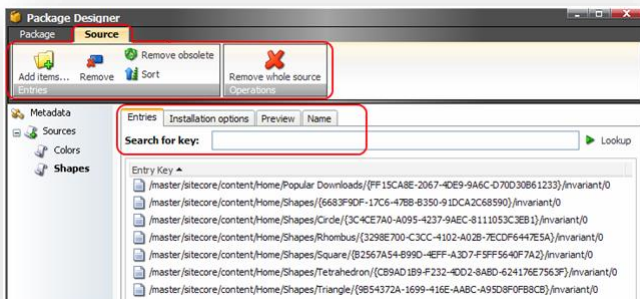 Package Designer
Package Source
Add items... Remove Remove obsolete Sort Remove whole source
Entries Operations
Metadata
Sources
Colors
Shapes
Entries Installation options Preview Name
Search for key: Lookup
Entry Key
/master/sitecore/content/Home/Popular Downloads/{FF15CA8E-2067-4DE9-9A6C-D70D30B61233}/invariant/0
/master/sitecore/content/Home/Shapes/{6683F9DF-17C6-47BB-B350-91DCA2C68590}/invariant/0
/master/sitecore/content/Home/Shapes/Circle/{3C4CE7A0-A095-4237-9AEC-8111053C3EB1}/invariant/0
/master/sitecore/content/Home/Shapes/Rhombus/{3298E700-C3CC-4102-A02B-7ECDF6447E5A}/invariant/0
/master/sitecore/content/Home/Shapes/Square/{B2567A54-B99D-4EFF-A3D7-F5FF5640F7A2}/invariant/0
/master/sitecore/content/Home/Shapes/Tetrahedron/{CB9AD1B9-F232-4DD2-8ABD-624176E7563F}/invariant/0
/master/sitecore/content/Home/Shapes/Triangle/{9B54372A-1699-416E-AABC-A95D8F0FB8CB}/invariant/0